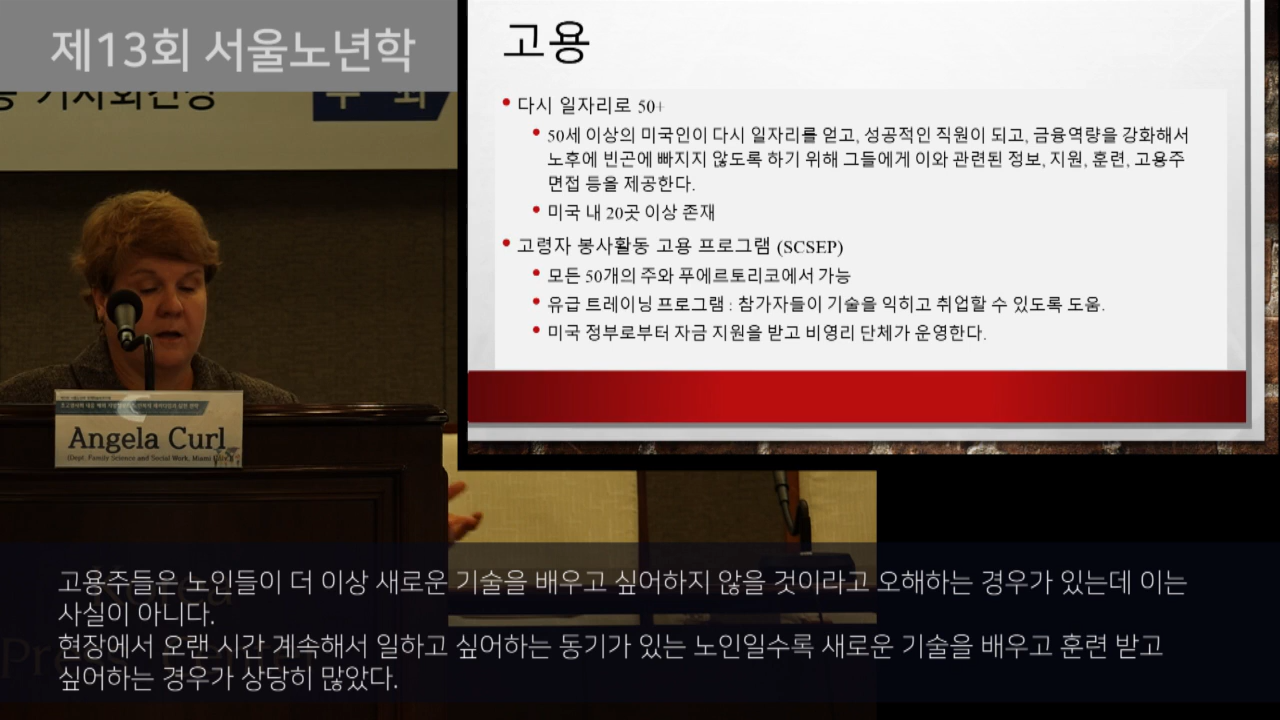 제13회 서울노년학
기자회견장
주 최
고용
• 다시 일자리로 50+
• 50세 이상의 미국인이 다시 일자리를 얻고, 성공적인 직원이 되고, 금융역량을 강화해서
노후에 빈곤에 빠지지 않도록 하기 위해 그들에게 이와 관련된 정보, 지원, 훈련, 고용주
면접 등을 제공한다.
• 미국 내 20곳 이상 존재
• 고령자 봉사활동 고용 프로그램 (SCSEP)
• 모든 50개의 주와 푸에르토리코에서 가능
• 유급 트레이닝 프로그램 : 참가자들이 기술을 익히고 취업할 수 있도록 도움.
• 미국 정부로부터 자금 지원을 받고 비영리 단체가 운영한다.
Angela Curl
(Dept. Family Science and Social Work, Miami
고용주들은 노인들이 더 이상 새로운 기술을 배우고 싶어하지 않을 것이라고 오해하는 경우가 있는데 이는
사실이 아니다.
현장에서 오랜 시간 계속해서 일하고 싶어하는 동기가 있는 노인일수록 새로운 기술을 배우고 훈련 받고
싶어하는 경우가 상당히 많았다.